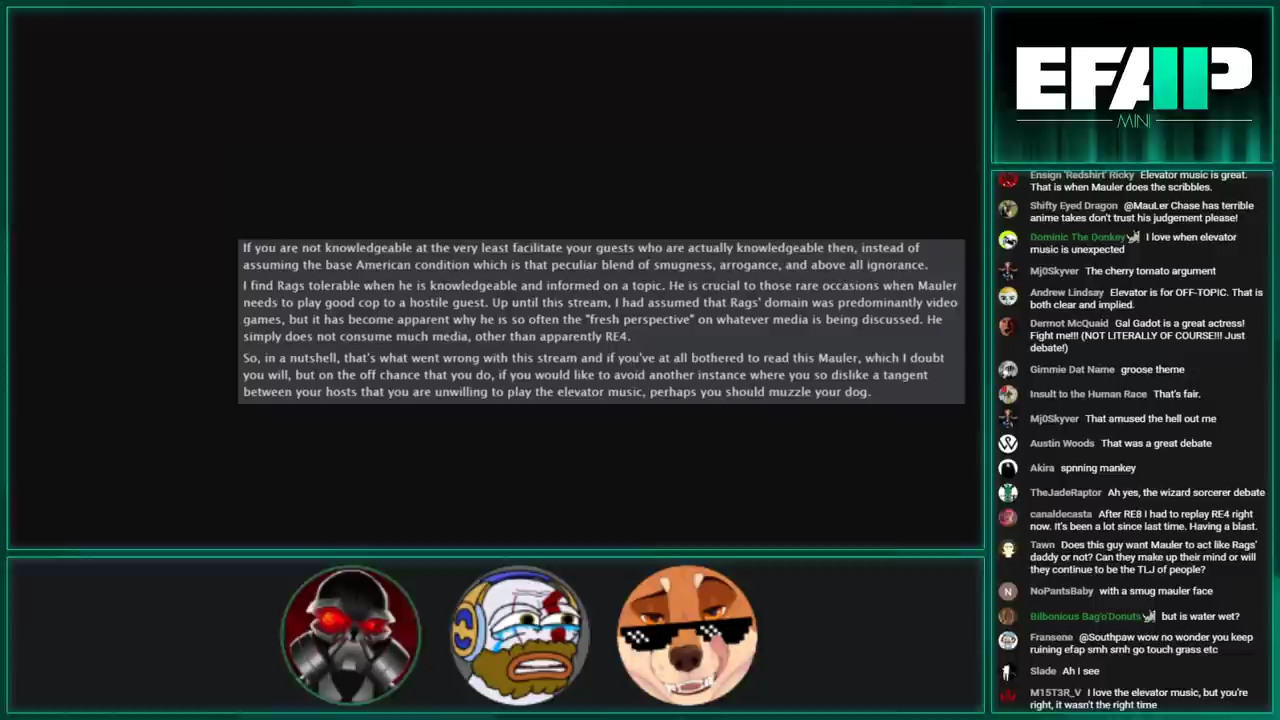 If you are not knowledgeable at the very least facilitate your guests who are actually knowledgeable then, instead of
assuming the base American condition which is that peculiar blend of smugness, arrogance, and above all ignorance.
I find Rags tolerable when he is knowledgeable and informed on a topic. He is crucial to those rare occasions when Mauler
needs to play good cop to a hostile guest. Up until this stream, I had assumed that Rags' domain was predominantly video
games, but it has become apparent why he is so often the "fresh perspective" on whatever media is being discussed. He
simply does not consume much media, other than apparently RE4.
So, in a nutshell, that's what went wrong with this stream and if you've at all bothered to read this Mauler, which I doubt
you will, but on the off chance that you do, if you would like to avoid another instance where you so dislike a tangent
between your hosts that you are unwilling to play the elevator music, perhaps you should muzzle your dog.
EFAP
MINI
Ensign 'Redshirt' Ricky Elevator music is great.
That is when Mauler does the scribbles.
Shifty Eyed Dragon @MauLer Chase has terrible
anime takes don't trust his judgement please!
Dominic The Donkey I love when elevator
music is unexpected
Mj0Skyver The cherry tomato argument
Andrew Lindsay Elevator is for OFF-TOPIC. That is
both clear and implied.
Dermot McQuaid Gal Gadot is a great actress!
Fight me!!! (NOT LITERALLY OF COURSE!!! Just
debate!)
Gimmie Dat Name groose theme
Insult to the Human Race That's fair.
Mj0Skyver That amused the hell out me
Austin Woods That was a great debate
Akira spnning mankey
TheJadeRaptor Ah yes, the wizard sorcerer debate
canaldecasta After RE8 I had to replay RE4 right
now. It's been a lot since last time. Having a blast.
Tawn Does this guy want Mauler to act like Rags'
daddy or not? Can they make up their mind or will
they continue to be the TLJ of people?
N NoPantsBaby with a smug mauler face
Bilbonious Bag'o'Donuts but is water wet?
Fransene @Southpaw wow no wonder you keep
ruining efap smh smh go touch grass etc
Slade Ah I see
M15T3R_V I love the elevator music, but you're
right, it wasn't the right time